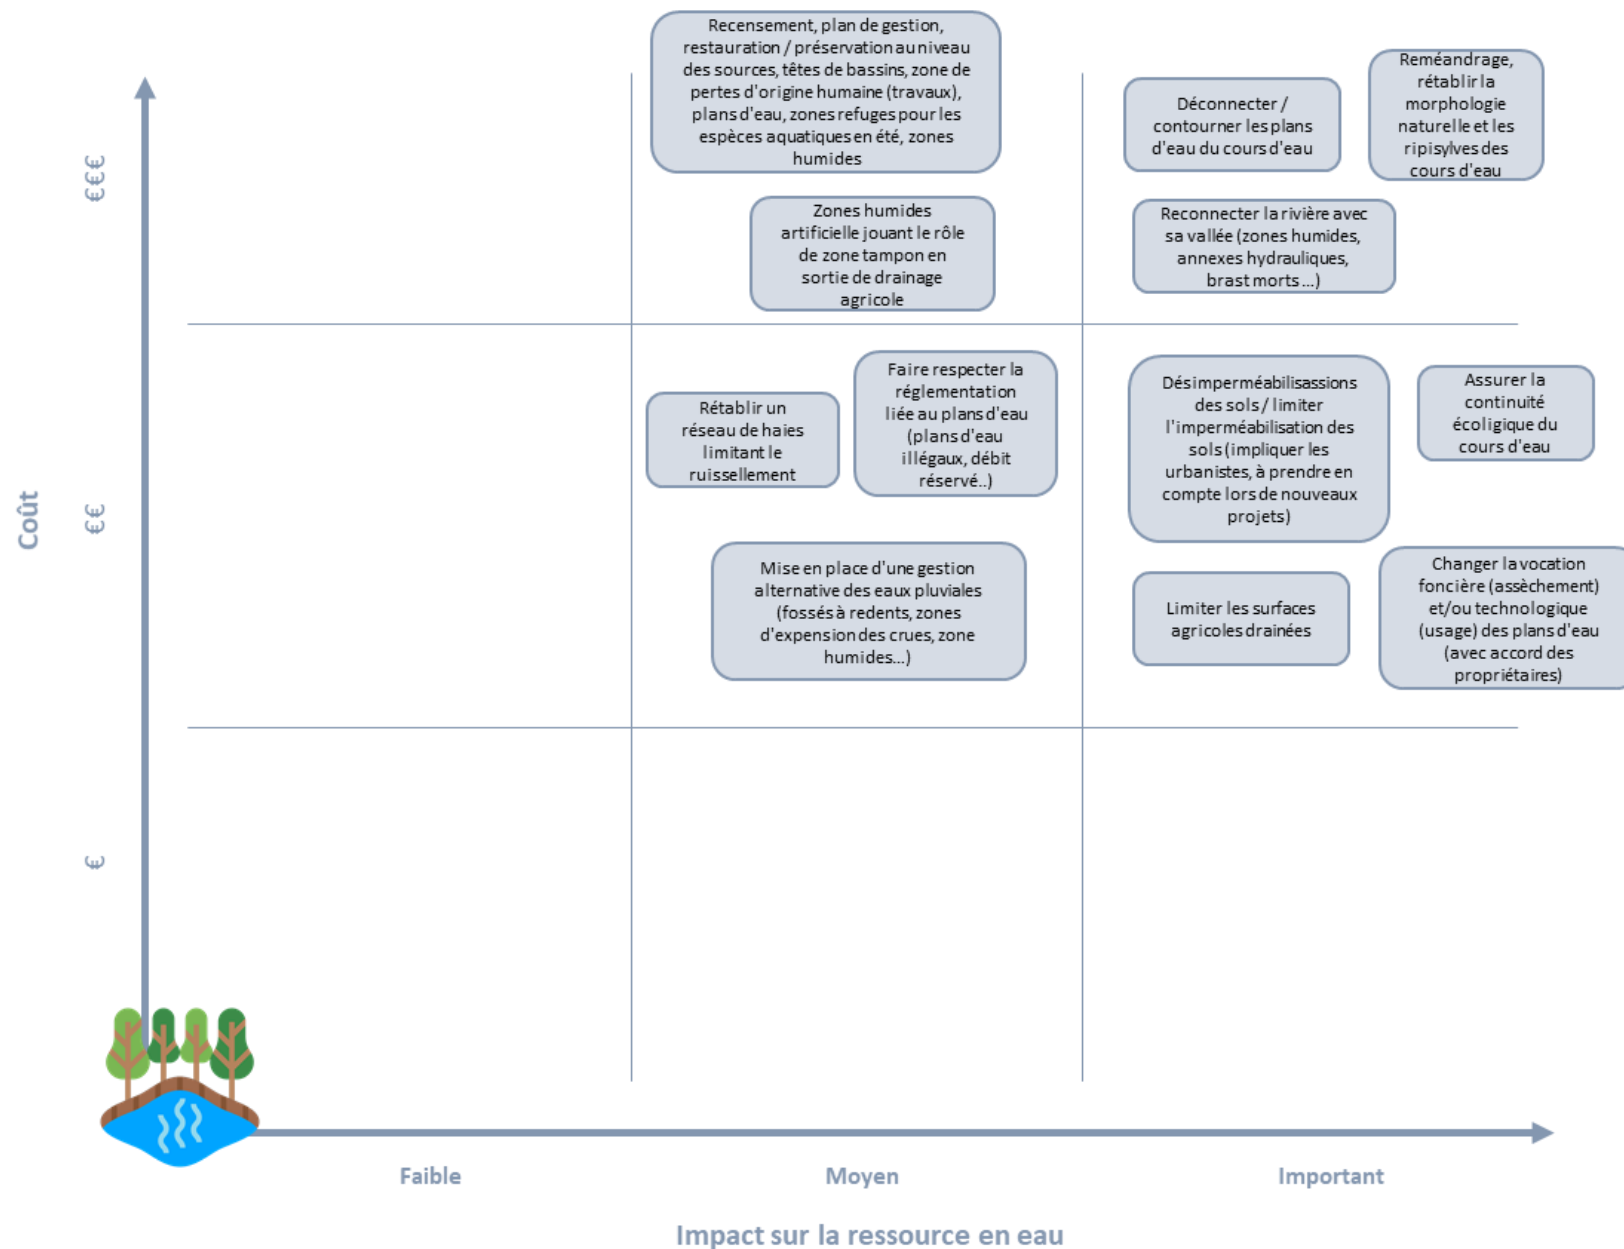 Recensement, plan de gestion,
restauration / préservation au niveau
des sources, têtes de bassins, zone de
pertes d'origine humaine (travaux),
plans d'eau, zones refuges pour les
espèces aquatiques en été, zones
humides
Déconnecter /
contourner les plans
d'eau du cours d'eau
Reméandrage,
rétablir la
morphologie
naturelle et les
ripisylves des
cours d'eau
Zones humides
artificielle jouant le rôle
de zone tampon en
sortie de drainage
agricole
Reconnecter la rivière avec
sa vallée (zones humides,
annexes hydrauliques,
brast morts ...)
€€€
Rétablir un
réseau de haies
limitant le
ruissellement
Faire respecter la
réglementation
liée au plans d'eau
(plans d'eau
illégaux, débit
réservé..)
Désimperméabilisassions
des sols / limiter
l'imperméabilisation des
sols (impliquer les
urbanistes, à prendre en
compte lors de nouveaux
projets)
Assurer la
continuité
écoligique du
cours d'eau
Coût
€€
Mise en place d'une gestion
alternative des eaux pluviales
(fossés à redents, zones
d'expension des crues, zone
humides...)
Limiter les surfaces
agricoles drainées
Changer la vocation
foncière (assèchement)
et/ou technologique
(usage) des plans d'eau
(avec accord des
propriétaires)
€
Faible
Moyen
Important
Impact sur la ressource en eau